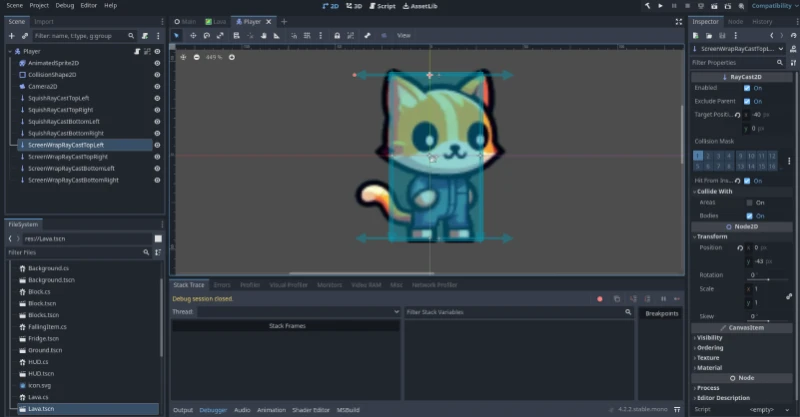 Scene Project Debug Editor Help
2D 3D Script AssetLib
Compatibility
Scene Import
Main Lava Player
Filter: name, t:type, g:group
View
Player
AnimatedSprite2D
CollisionShape2D
Camera2D
SquishRayCastTopLeft
SquishRayCastTopRight
SquishRayCastBottomLeft
SquishRayCastBottomRight
ScreenWrapRayCastTopLeft
ScreenWrapRayCastTopRight
ScreenWrapRayCastBottomLeft
ScreenWrapRayCastBottomRight
449 %
FileSystem
res://Lava.tscn
Filter Files
Background.cs
Background.tscn
Block.cs
Block.tscn
Blocks.tscn
FallingItem.cs
Fridge.tscn
Ground.tscn
HUD.cs
HUD.tscn
icon.svg
Lava.cs
Lava.tscn
Stack Trace Errors Profiler Visual Profiler Monitors Video RAM Misc Network Profiler
Debug session closed.
Thread:
Filter Stack Variables
Breakpoints
Stack Frames
Output Debugger Audio Animation Shader Editor MSBuild
4.2.2.stable.mono
Inspector Node History
ScreenWrapRayCastTopL...
Filter Properties
RayCast2D
Enabled On
Exclude Parent On
Target Positi... x -40 px
y 0 px
Collision Mask
1 2 3 4 9 10 11 12
5 6 7 8 13 14 15 16
Hit From Ins... On
Collide With
Areas On
Bodies On
Node2D
Transform
Position x 0 px
y -43 px
Rotation 0 °
Scale x 1
y 1
Skew 0 °
CanvasItem
Visibility
Ordering
Texture
Material
Node
Process
Editor Description
Script <empty>